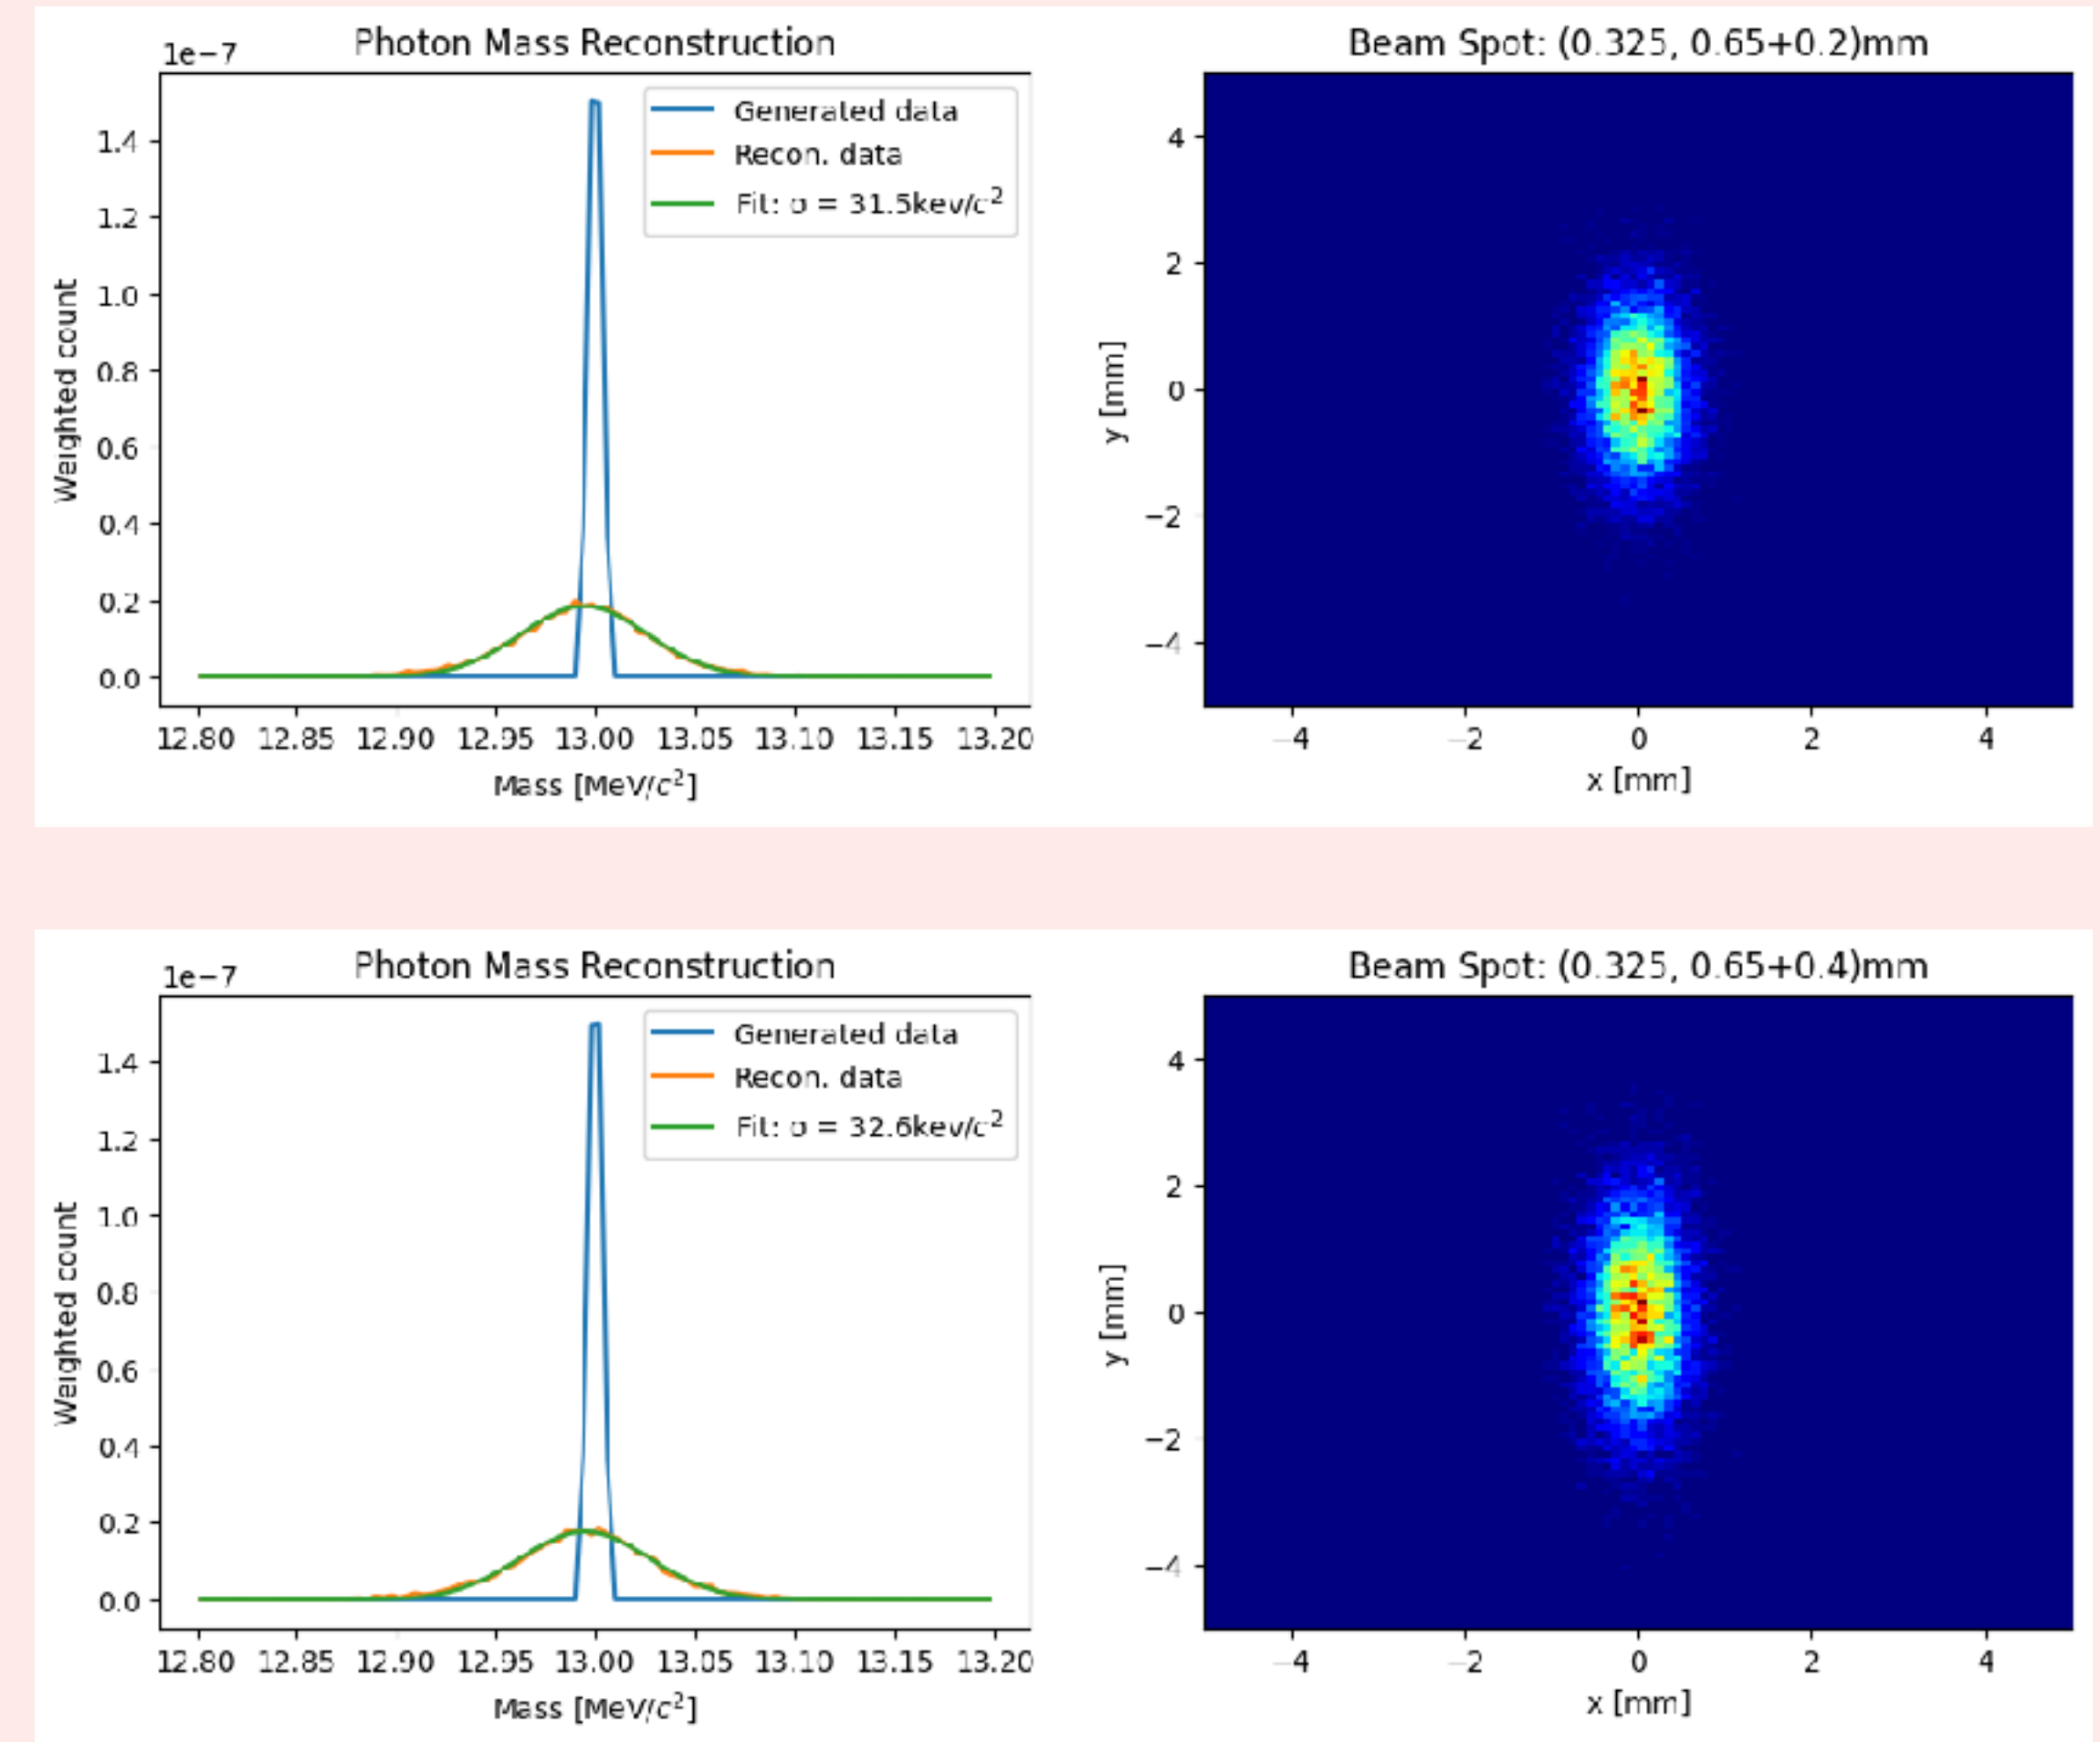 Photon Mass Reconstruction
1e−7
Generated data
Recon. data
Fit: σ = 31.5kev/c²
1.4
1.2
1.0
0.8
0.6
0.4
0.2
0.0
Weighted count
12.80 12.85 12.90 12.95 13.00 13.05 13.10 13.15 13.20
Mass [MeV/c²]
Beam Spot: (0.325, 0.65+0.2)mm
4
2
0
−2
−4
y [mm]
−4 −2 0 2 4
x [mm]
Photon Mass Reconstruction
1e−7
Generated data
Recon. data
Fit: σ = 32.6kev/c²
1.4
1.2
1.0
0.8
0.6
0.4
0.2
0.0
Weighted count
12.80 12.85 12.90 12.95 13.00 13.05 13.10 13.15 13.20
Mass [MeV/c²]
Beam Spot: (0.325, 0.65+0.4)mm
4
2
0
−2
−4
y [mm]
−4 −2 0 2 4
x [mm]